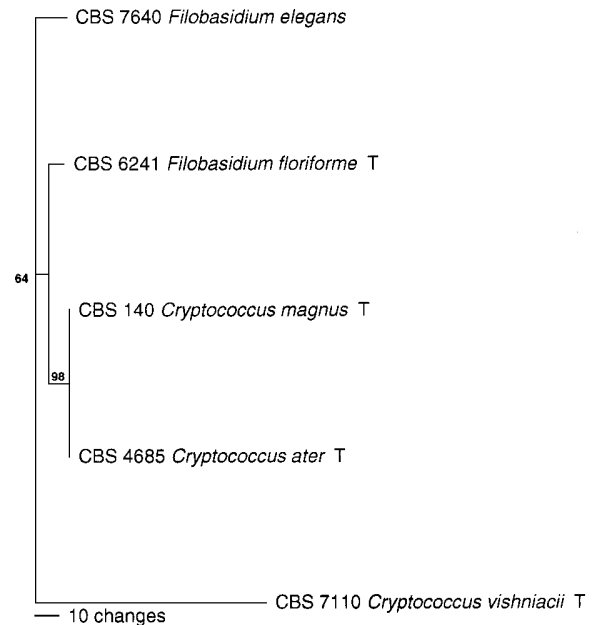 CBS 7640 Filobasidium elegans
CBS 6241 Filobasidium floriforme T
64
CBS 140 Cryptococcus magnus T
98
CBS 4685 Cryptococcus ater T
CBS 7110 Cryptococcus vishniacii T
10 changes